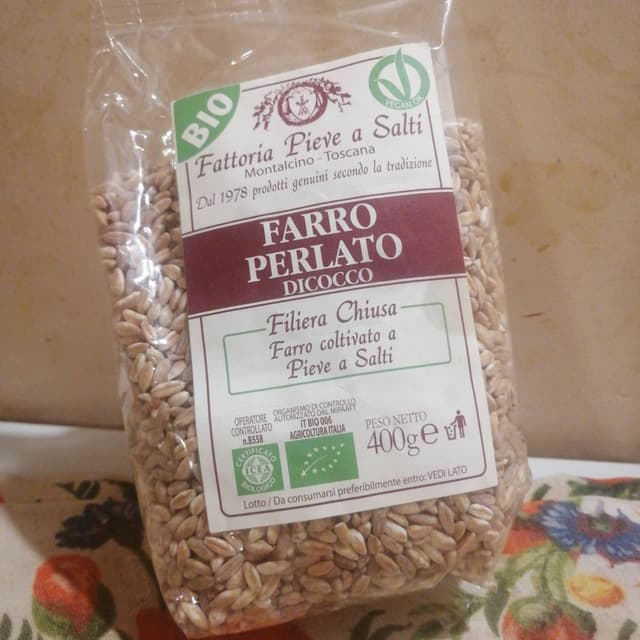 BIO
VEGAN OK
Fattoria Pieve a Salti
Montalcino - Toscana
Dal 1978 prodotti genuini secondo la tradizione
FARRO
PERLATO
DICOCCO
Filiera Chiusa
Farro coltivato a
Pieve a Salti
OPERATORE
CONTROLLATO
n.B558
ORGANISMO DI CONTROLLO
AUTORIZZATO DAL MIPAAFT
IT BIO 006
AGRICOLTURA ITALIA
PESO NETTO
400g e
CERTIFICATO
BIOLOGICO
Lotto / Da consumarsi preferibilmente entro: VEDI LATO